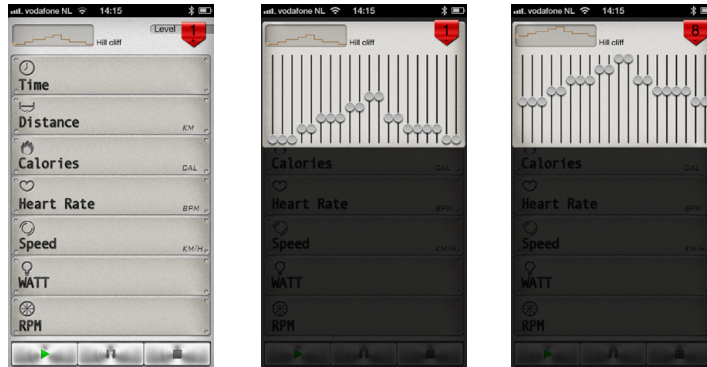 vodafone NL 14:15
Level 1
Hill cliff
Time
Distance KM
Calories CAL
Heart Rate BPM
Speed KM/H
WATT
RPM
vodafone NL 14:15
1
Hill cliff
Calories CAL
Heart Rate BPM
Speed KM/H
WATT
RPM
vodafone NL 14:15
8
Hill cliff
Calories CAL
Heart Rate BPM
Speed KM/H
WATT
RPM